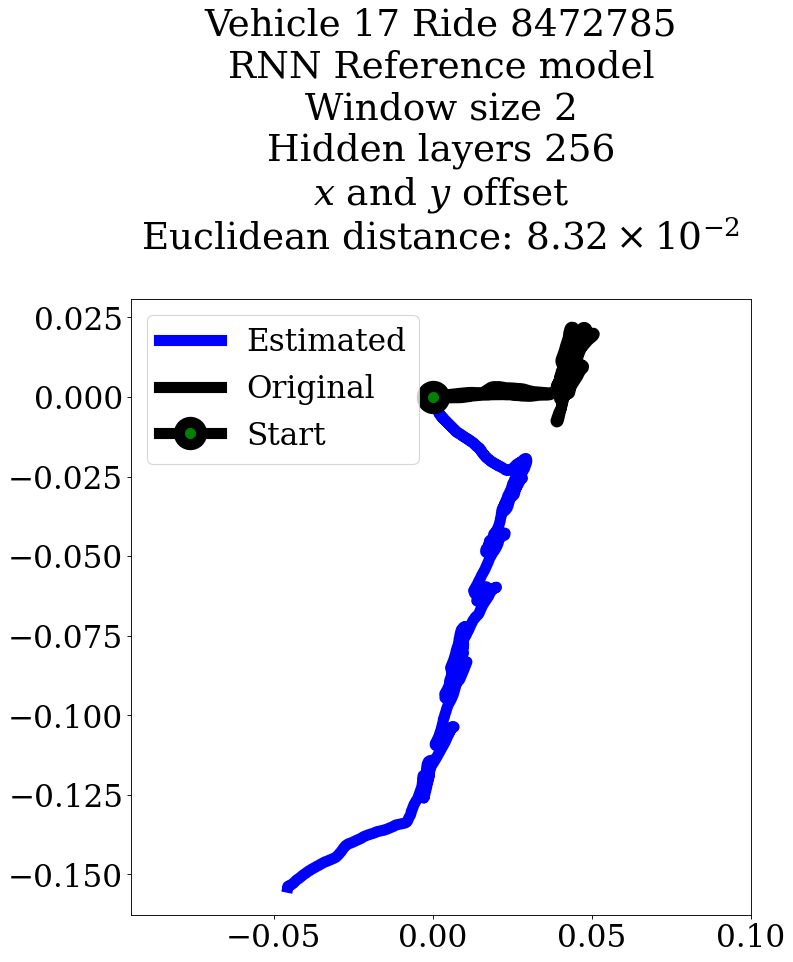 Vehicle 17 Ride 8472785
RNN Reference model
Window size 2
Hidden layers 256
x and y offset
Euclidean distance: 8.32 × 10⁻²
Estimated
Original
Start
0.025
0.000
−0.025
−0.050
−0.075
−0.100
−0.125
−0.150
−0.05 0.00 0.05 0.10